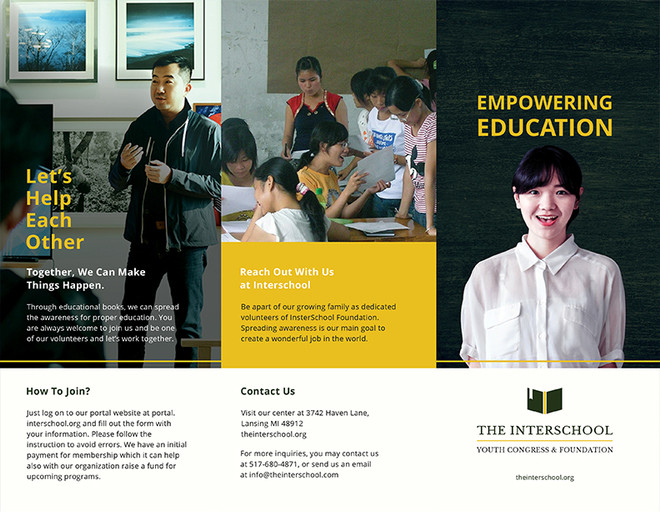 Let's
Help
Each
Other
Together, We Can Make
Things Happen.
Through educational books, we can spread
the awareness for proper education. You
are always welcome to join us and be one
of our volunteers and let's work together.
Reach Out With Us
at Interschool
Be apart of our growing family as dedicated
volunteers of InsterSchool Foundation.
Spreading awareness is our main goal to
create a wonderful job in the world.
EMPOWERING
EDUCATION
How To Join?
Just log on to our portal website at portal.
interschool.org and fill out the form with
your information. Please follow the
instruction to avoid errors. We have an initial
payment for membership which it can help
also with our organization raise a fund for
upcoming programs.
Contact Us
Visit our center at 3742 Haven Lane,
Lansing MI 48912
theinterschool.org
For more inquiries, you may contact us
at 517-680-4871, or send us an email
at info@theinterschool.com
THE INTERSCHOOL
YOUTH CONGRESS & FOUNDATION
theinterschool.org